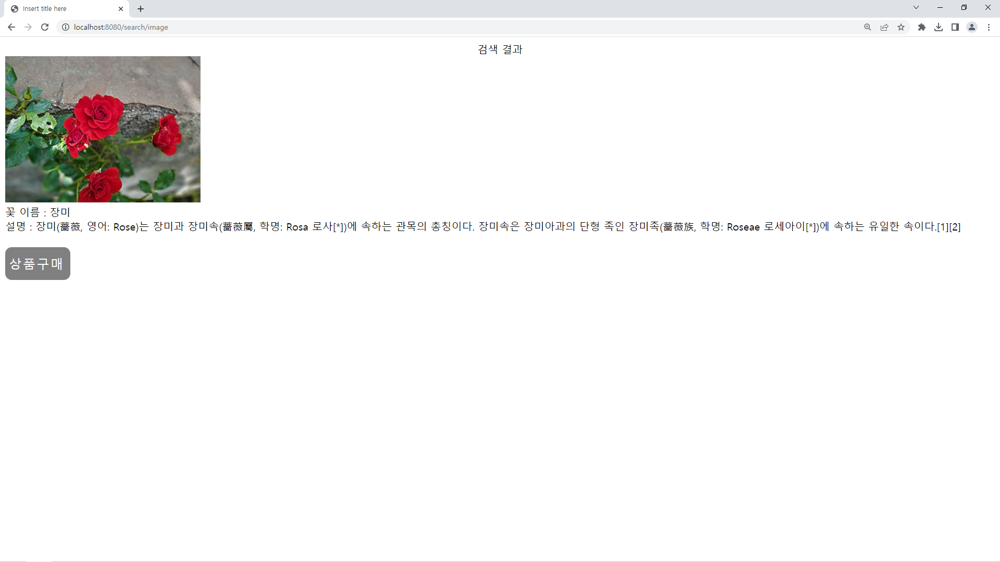 Insert title here
localhost:8080/search/image
검색 결과
꽃 이름 : 장미
설명 : 장미(薔薇, 영어: Rose)는 장미과 장미속(薔薇屬, 학명: Rosa 로사[*])에 속하는 관목의 총칭이다. 장미속은 장미아과의 단형 족인 장미족(薔薇族, 학명: Roseae 로세아이[*])에 속하는 유일한 속이다.[1][2]
상품구매